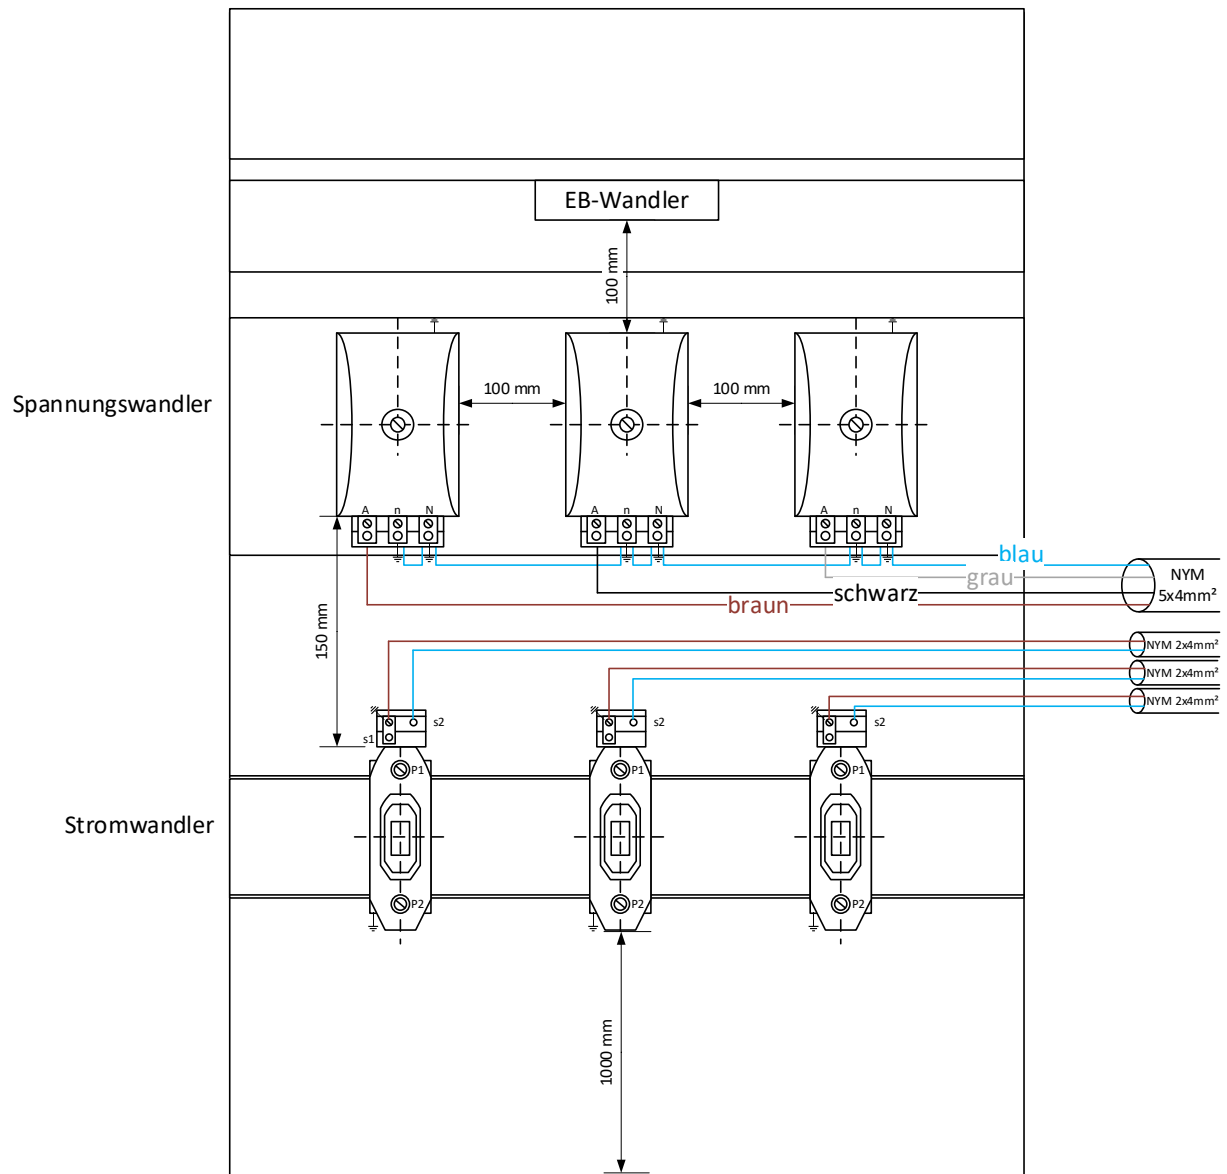 EB-Wandler
100 mm
Spannungswandler
100 mm
100 mm
A n N
A n N
A n N
blau
grau
schwarz
braun
NYM
5x4mm²
150 mm
NYM 2x4mm²
NYM 2x4mm²
NYM 2x4mm²
s1
s2
s2
s2
P1
P1
P1
Stromwandler
P2
P2
P2
1000 mm